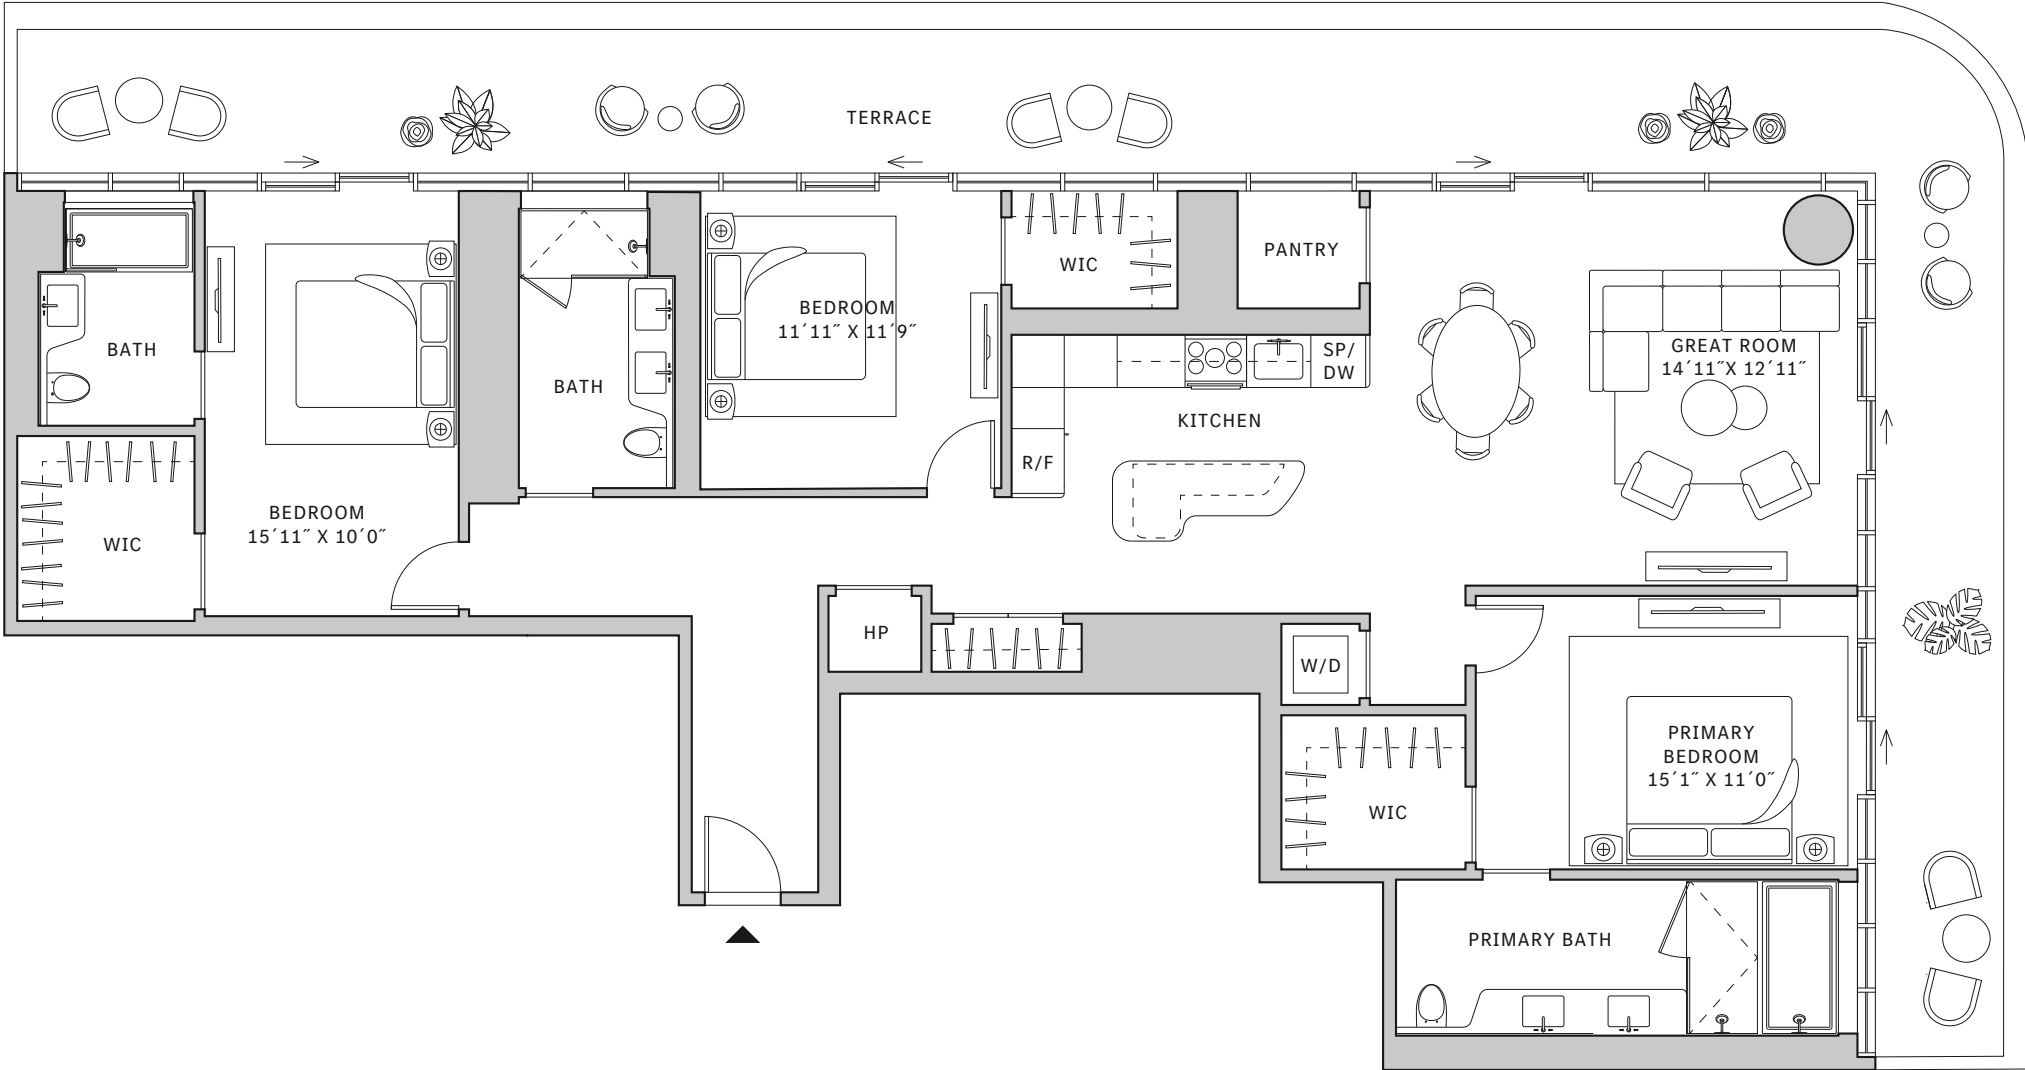 TERRACE
BATH
WIC
BEDROOM
15´11˝ X 10´0˝
BATH
BEDROOM
11´11˝ X 11´9˝
WIC
PANTRY
SP/
DW
KITCHEN
R/F
GREAT ROOM
14´11˝X 12´11˝
HP
W/D
WIC
PRIMARY
BEDROOM
15´1˝ X 11´0˝
PRIMARY BATH